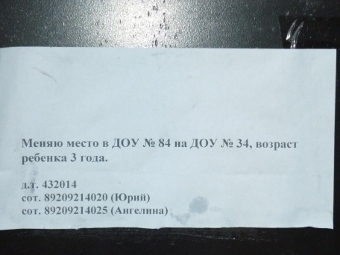 Меняю место в ДОУ № 84 на ДОУ № 34, возраст
ребенка 3 года.
д.т. 432014
сот. 89209214020 (Юрий)
сот. 89209214025 (Ангелина)